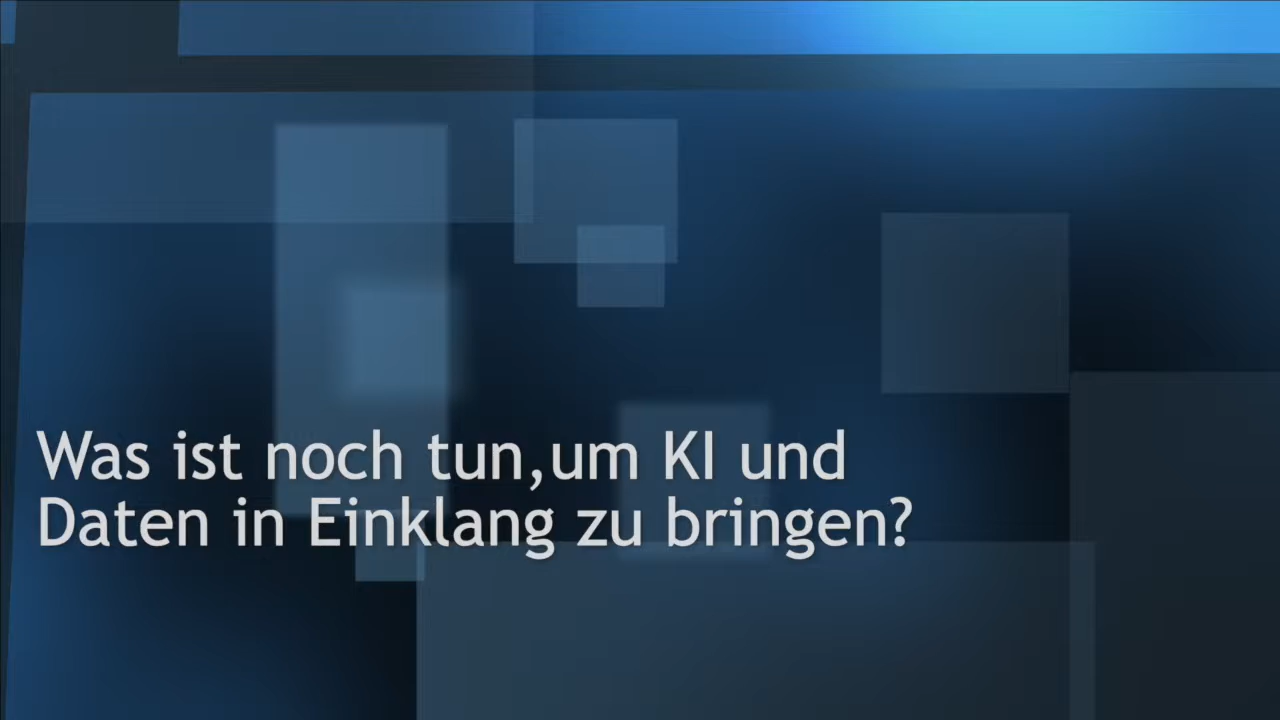 Was ist noch tun,um KI und
Daten in Einklang zu bringen?